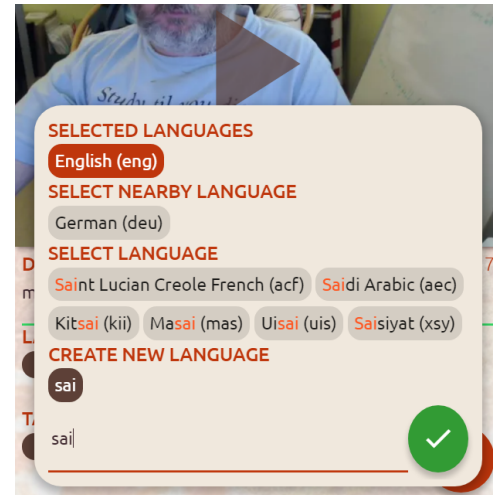 Study til you
SELECTED LANGUAGES
English (eng)
SELECT NEARBY LANGUAGE
German (deu)
SELECT LANGUAGE
Saint Lucian Creole French (acf) Saidi Arabic (aec)
Kitsai (kii) Masai (mas) Uisai (uis) Saisiyat (xsy)
CREATE NEW LANGUAGE
sai
sai